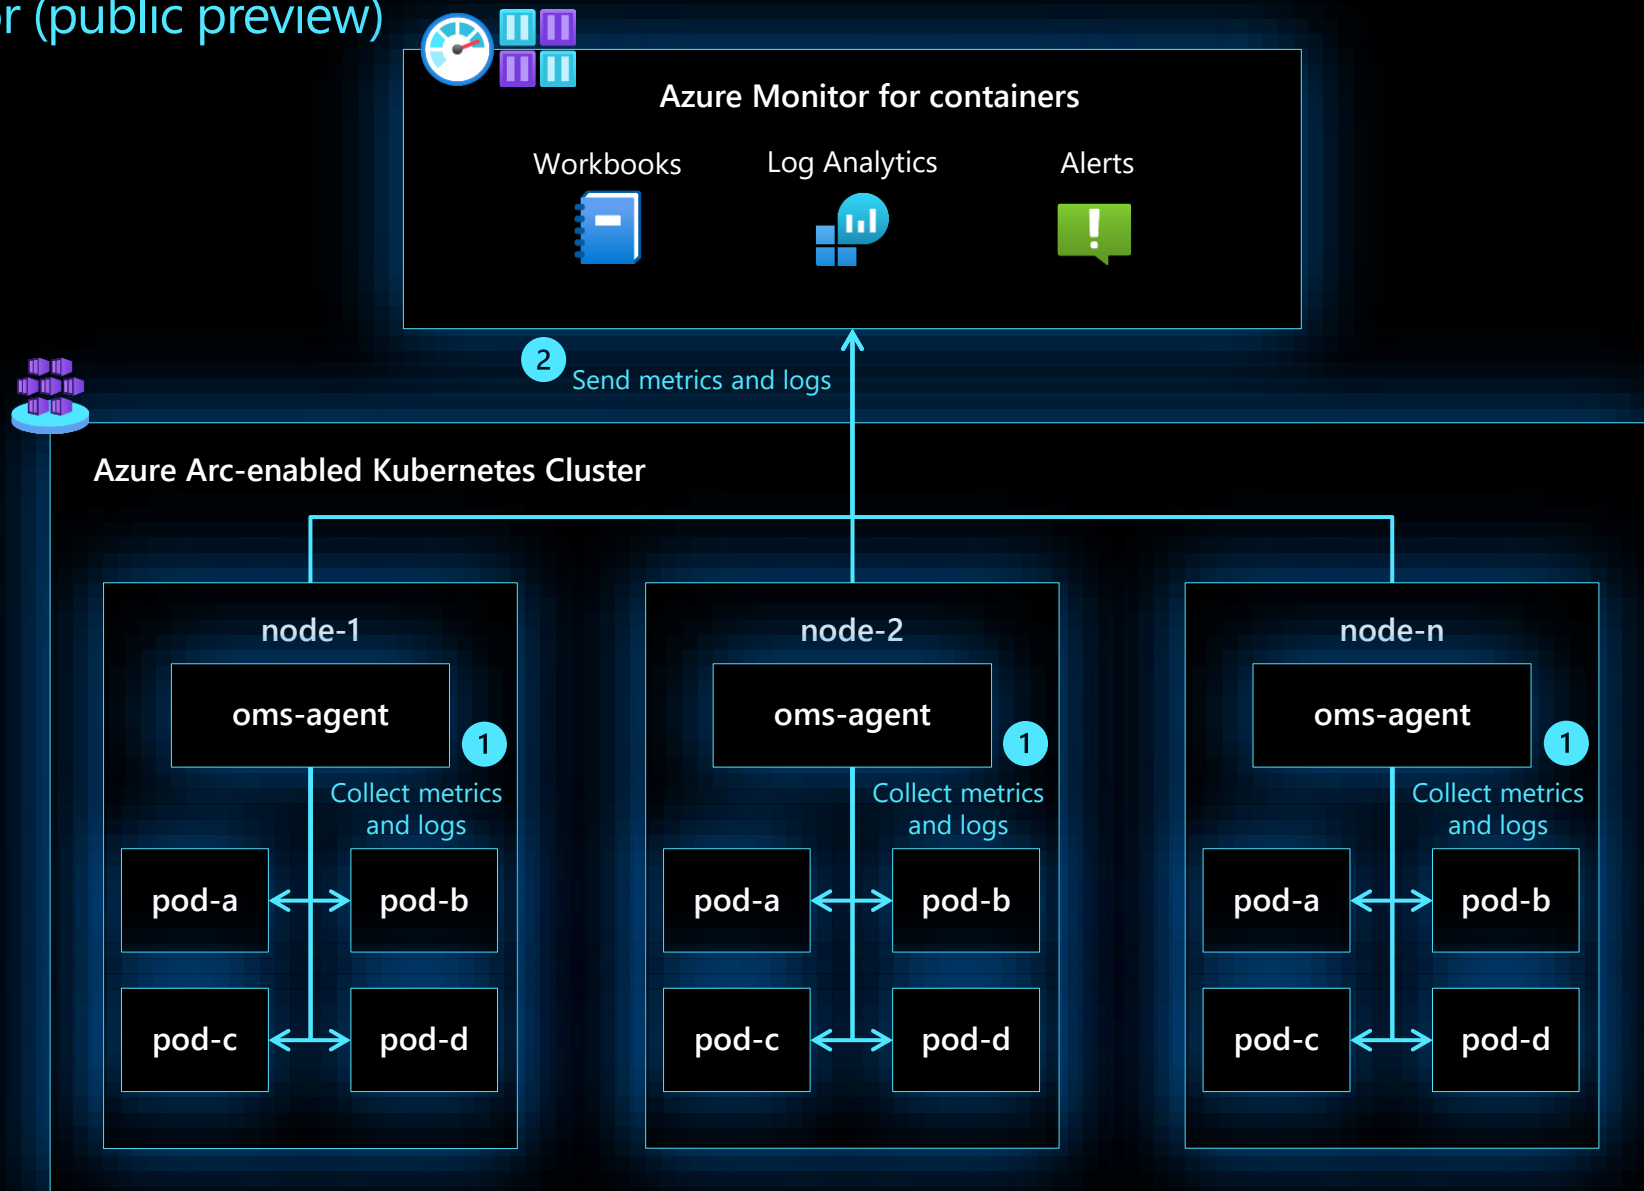 (public preview)
Azure Monitor for containers
Workbooks
Log Analytics
Alerts
2
Send metrics and logs
Azure Arc-enabled Kubernetes Cluster
node-1
node-2
node-n
oms-agent
oms-agent
oms-agent
1
1
1
Collect metrics
and logs
Collect metrics
and logs
Collect metrics
and logs
pod-a
pod-b
pod-a
pod-b
pod-a
pod-b
pod-c
pod-d
pod-c
pod-d
pod-c
pod-d